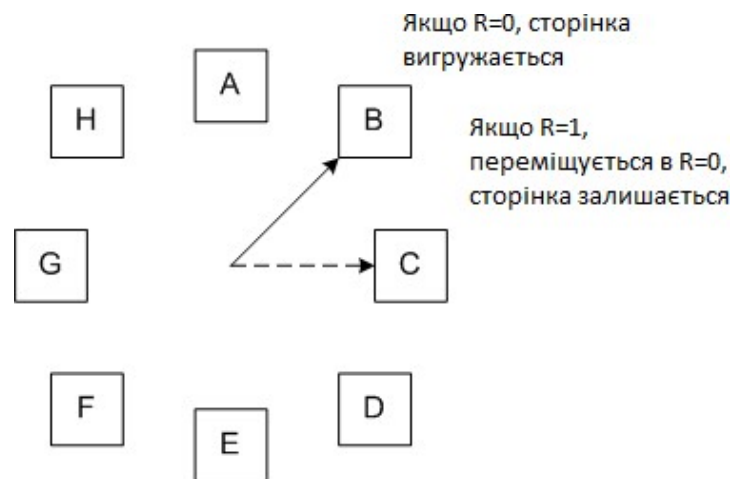 Якщо R=0, сторінка
вигружається
A
H
B
Якщо R=1,
переміщується в R=0,
сторінка залишається
G
C
F
D
E